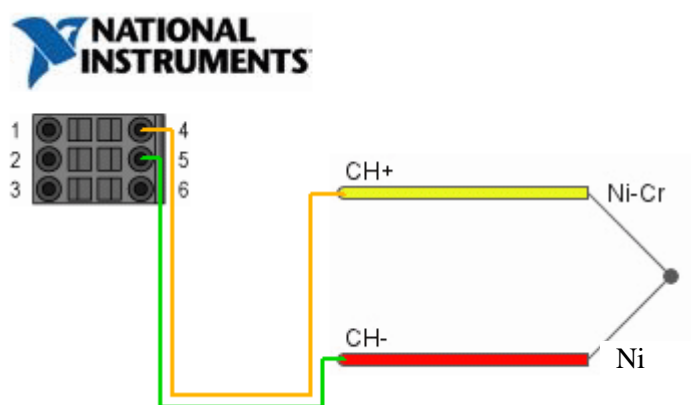 NATIONAL
INSTRUMENTS
1 4
2 5
3 6
CH+
Ni-Cr
CH-
Ni